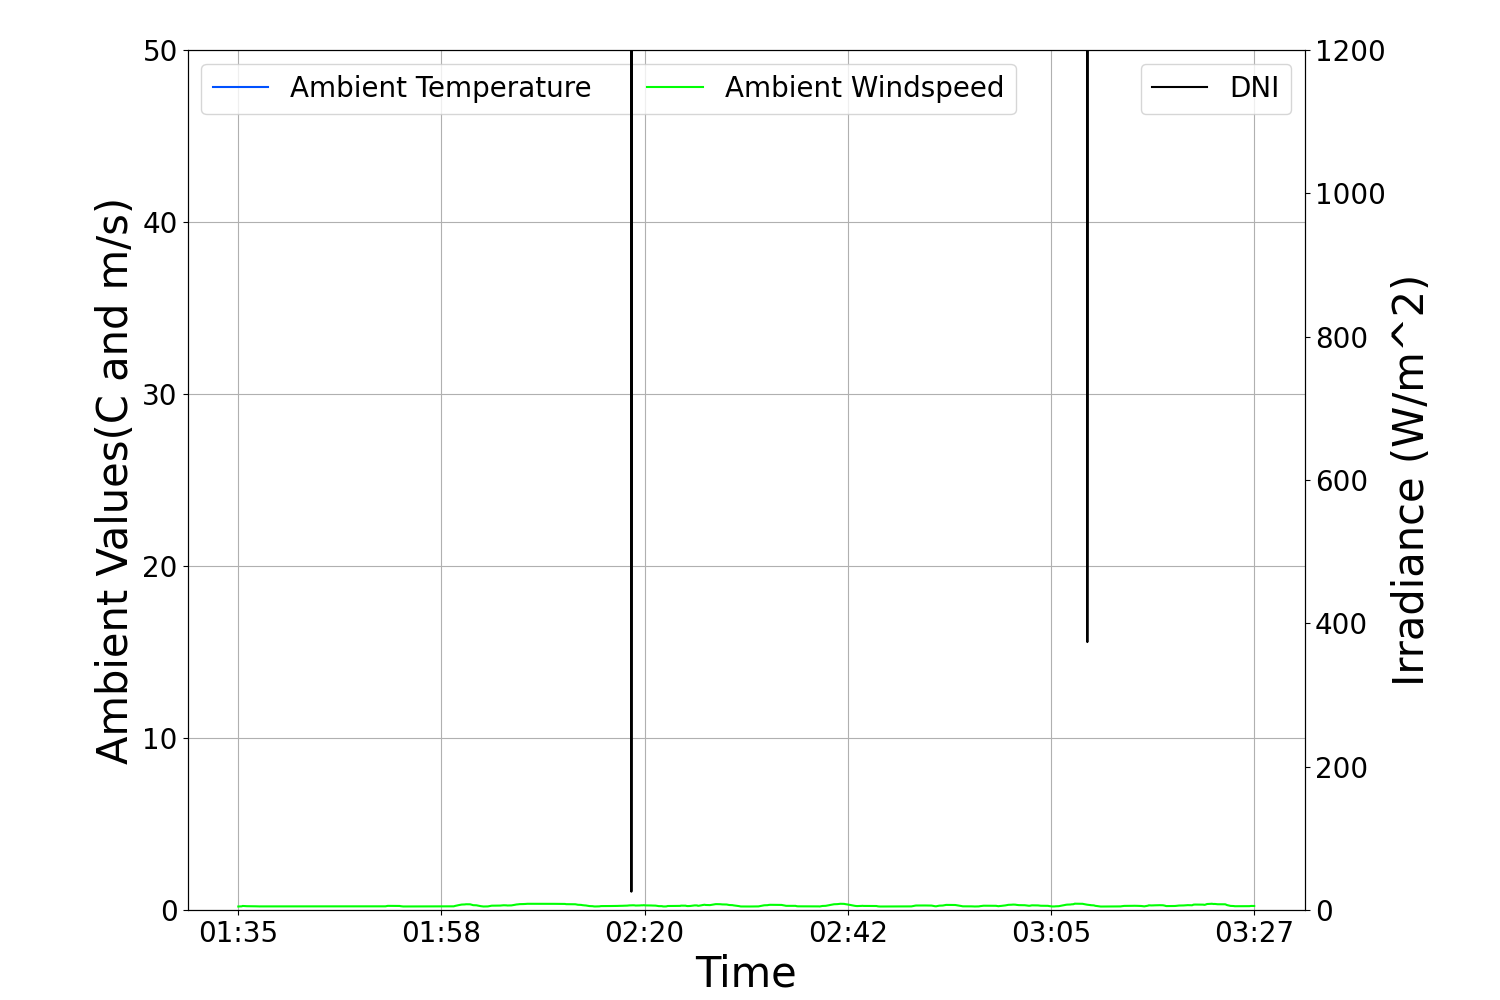 Ambient Temperature
Ambient Windspeed
DNI
Ambient Values(C and m/s)
50
40
30
20
10
0
1200
1000
800
600
400
200
0
Irradiance (W/m^2)
01:35 01:58 02:20 02:42 03:05 03:27
Time